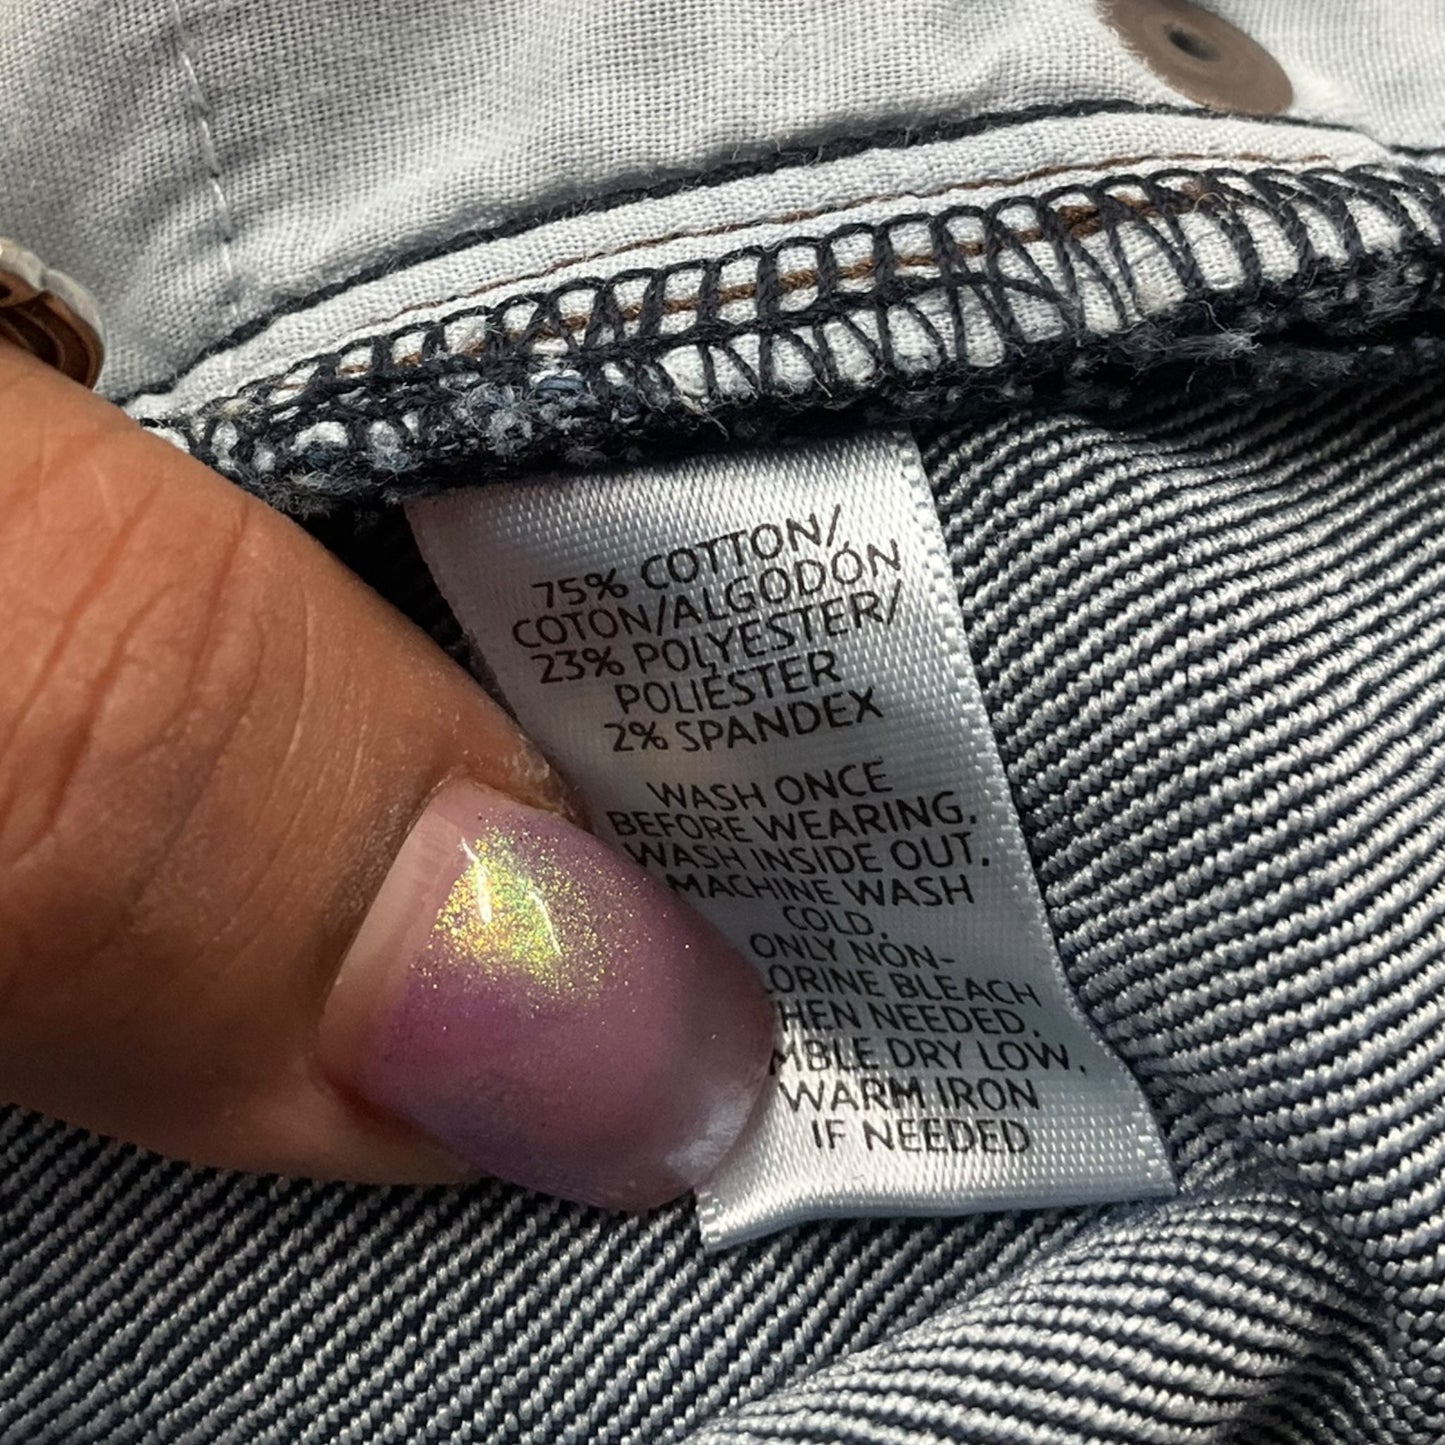 75% COTTON/
COTON/ALGODÓN
23% POLYESTER/
POLIÉSTER
2% SPANDEX
WASH ONCE
BEFORE WEARING.
WASH INSIDE OUT.
MACHINE WASH
COLD.
ONLY NON-
BLEACH
NEEDED.
DRY LOW.
WARM IRON
IF NEEDED